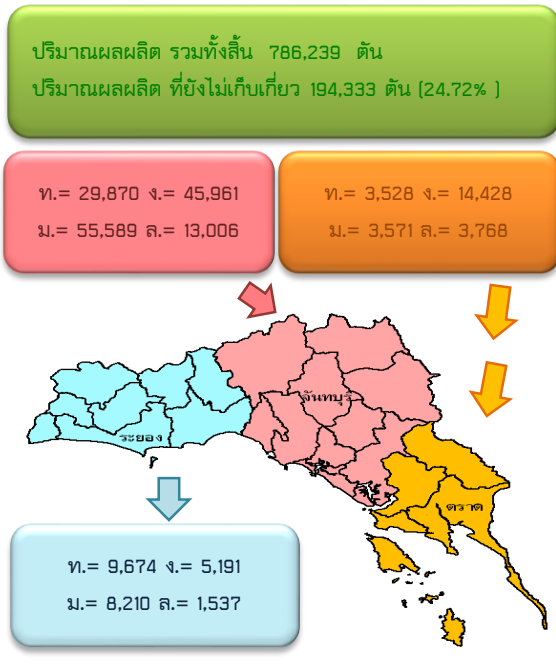 ปริมาณผลผลิต รวมทั้งสิ้น 786,239 ตัน
ปริมาณผลผลิต ที่ยังไม่เก็บเกี่ยว 194,333 ตัน (24.72% )
ท.= 29,870 ง.= 45,961
ม.= 55,589 ล.= 13,006
ท.= 3,528 ง.= 14,428
ม.= 3,571 ล.= 3,768
จันทบุรี
ระยอง
ตราด
ท.= 9,674 ง.= 5,191
ม.= 8,210 ล.= 1,537